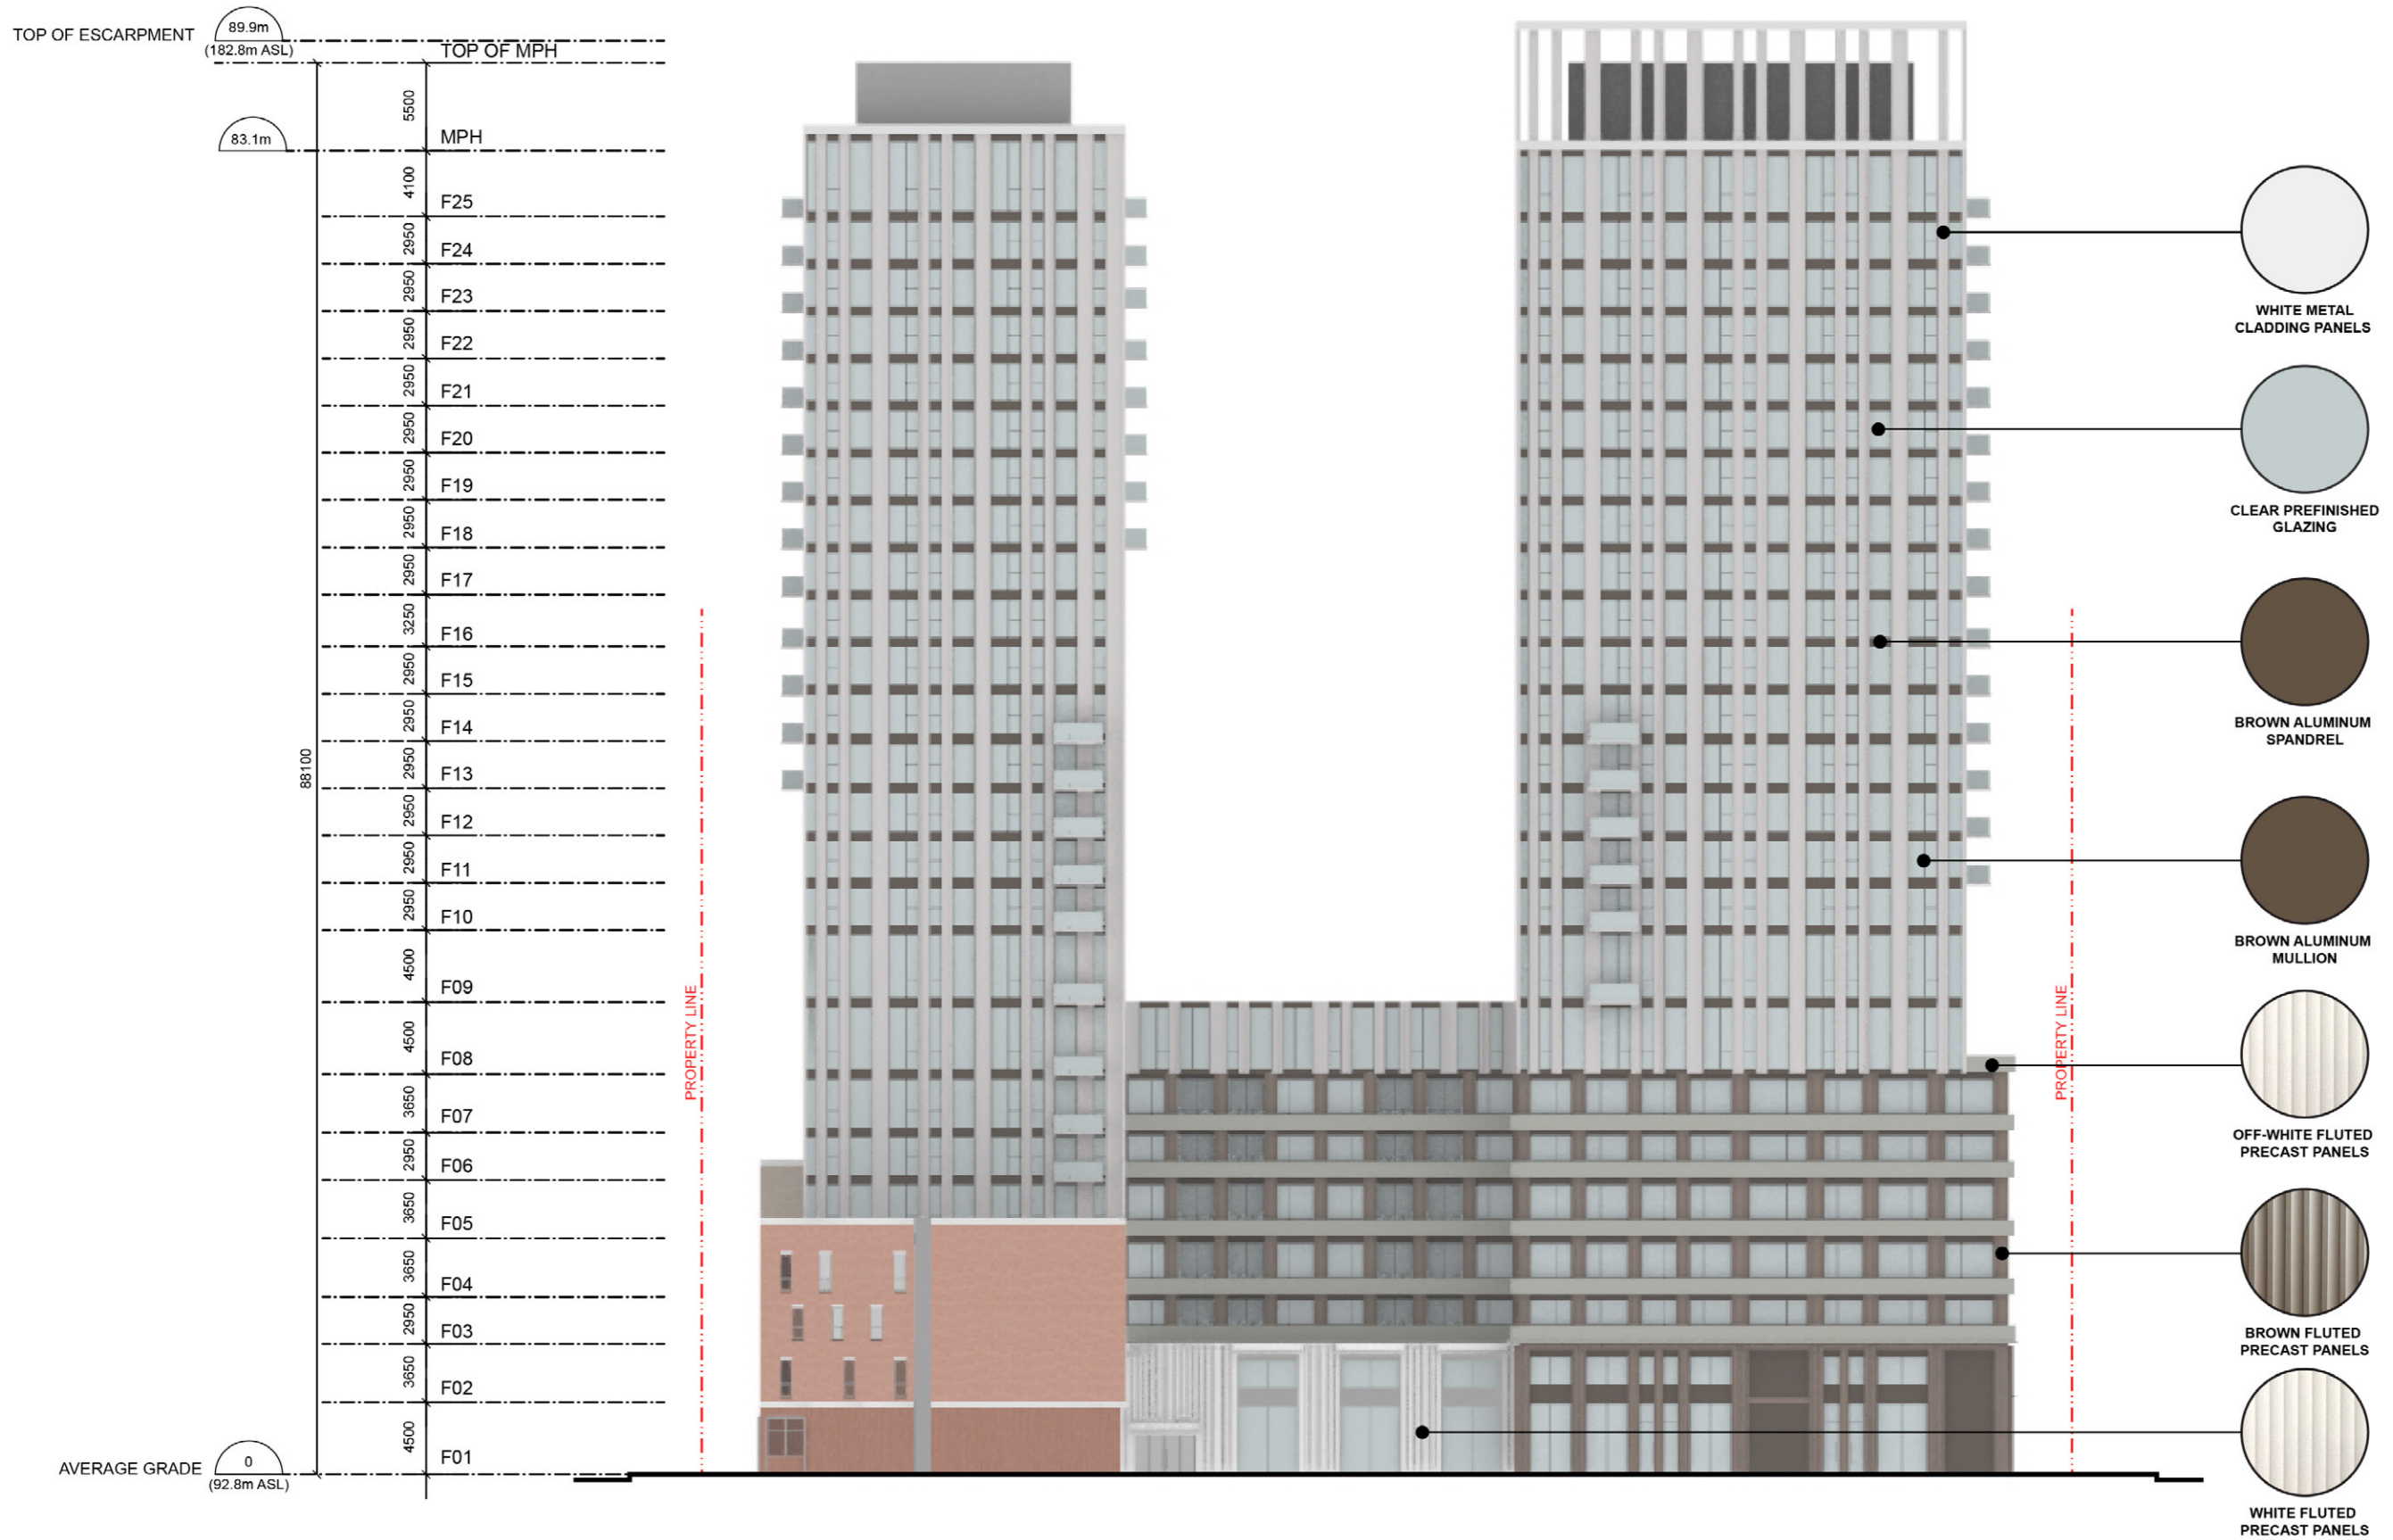 TOP OF ESCARPMENT
89.9m
(182.8m ASL)
TOP OF MPH
5500
83.1m
MPH
4100
F25
2950
F24
2950
F23
2950
F22
2950
F21
2950
F20
2950
F19
2950
F18
2950
F17
3250
F16
2950
F15
2950
F14
2950
F13
2950
F12
2950
F11
2950
F10
4500
F09
4500
F08
3650
F07
2950
F06
3650
F05
3650
F04
2950
F03
3650
F02
4500
F01
88100
AVERAGE GRADE
0
(92.8m ASL)
PROPERTY LINE
PROPERTY LINE
WHITE METAL
CLADDING PANELS
CLEAR PREFINISHED
GLAZING
BROWN ALUMINUM
SPANDREL
BROWN ALUMINUM
MULLION
OFF-WHITE FLUTED
PRECAST PANELS
BROWN FLUTED
PRECAST PANELS
WHITE FLUTED
PRECAST PANELS